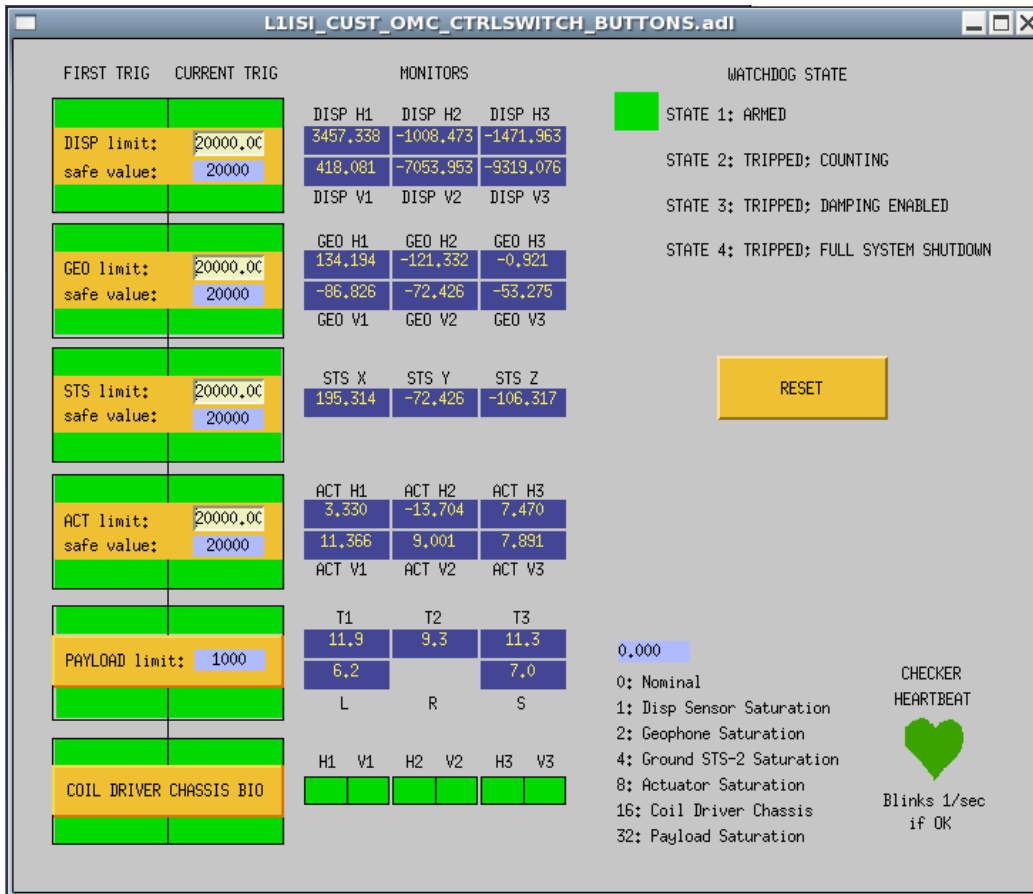 L1ISI_CUST_OMC_CTRLSWITCH_BUTTONS.adl
FIRST TRIG CURRENT TRIG
DISP limit: 20000.00
safe value: 20000
GEO limit: 20000.00
safe value: 20000
STS limit: 20000.00
safe value: 20000
ACT limit: 20000.00
safe value: 20000
PAYLOAD limit: 1000
COIL DRIVER CHASSIS BIO
MONITORS
DISP H1 DISP H2 DISP H3
3457.338 -1008.473 -1471.963
418.081 -7053.953 -9319.076
DISP V1 DISP V2 DISP V3
GEO H1 GEO H2 GEO H3
134.194 -121.332 -0.921
-86.826 -72.426 -53.275
GEO V1 GEO V2 GEO V3
STS X STS Y STS Z
195.314 -72.426 -106.317
ACT H1 ACT H2 ACT H3
3.330 -13.704 7.470
11.366 9.001 7.891
ACT V1 ACT V2 ACT V3
T1 T2 T3
11.9 9.3 11.3
6.2 7.0
L R S
H1 V1 H2 V2 H3 V3
WATCHDOG STATE
STATE 1: ARMED
STATE 2: TRIPPED; COUNTING
STATE 3: TRIPPED; DAMPING ENABLED
STATE 4: TRIPPED; FULL SYSTEM SHUTDOWN
RESET
0.000
0: Nominal
1: Disp Sensor Saturation
2: Geophone Saturation
4: Ground STS-2 Saturation
8: Actuator Saturation
16: Coil Driver Chassis
32: Payload Saturation
CHECKER
HEARTBEAT
Blinks 1/sec
if OK